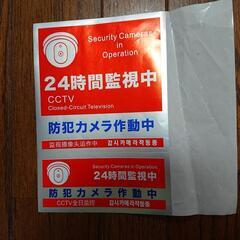 Security Cameras
in
Operation
24時間監視中
CCTV
Closed-Circuit Television
防犯カメラ作動中
监视摄像头运作中 감시카메라작동중
Security Cameras in Operation
24時間監視中
防犯カメラ作動中
CCTV全日监控 감시카메라작동중